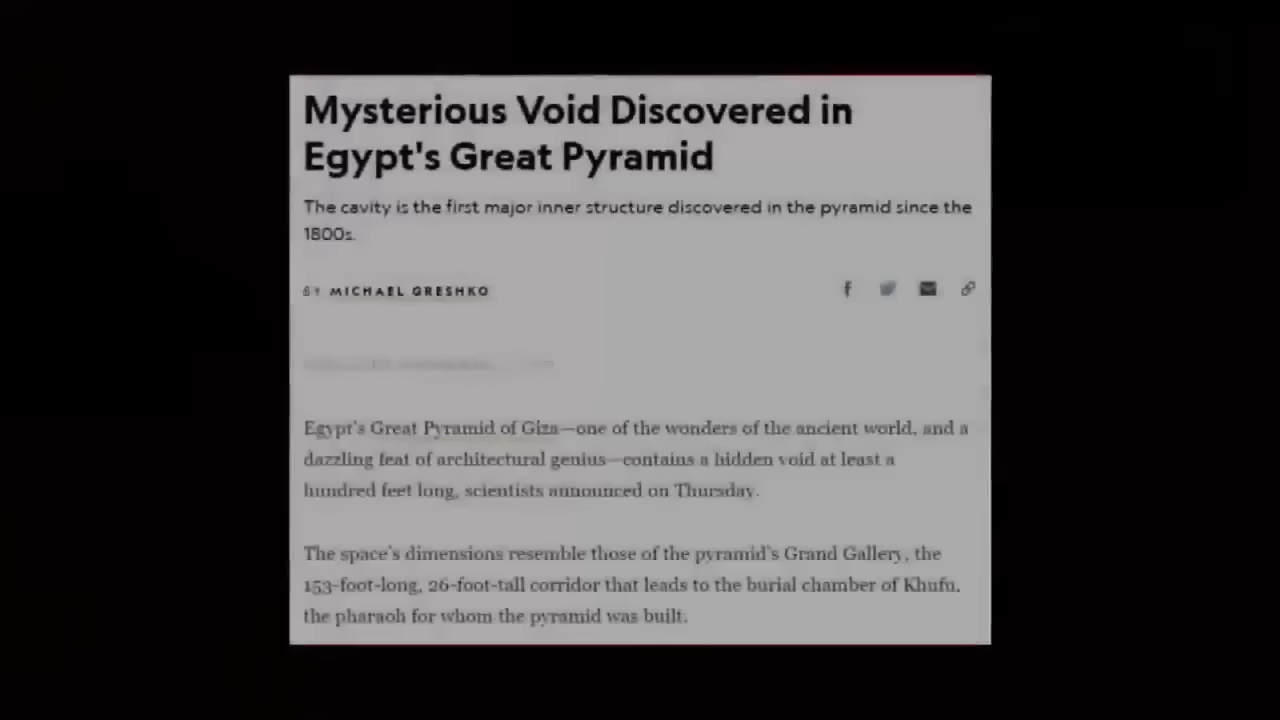 Mysterious Void Discovered in
Egypt's Great Pyramid
The cavity is the first major inner structure discovered in the pyramid since the
1800s.
BY MICHAEL GRESHKO
Egypt's Great Pyramid of Giza—one of the wonders of the ancient world, and a
dazzling feat of architectural genius—contains a hidden void at least a
hundred feet long, scientists announced on Thursday.
The space's dimensions resemble those of the pyramid's Grand Gallery, the
153-foot-long, 26-foot-tall corridor that leads to the burial chamber of Khufu,
the pharaoh for whom the pyramid was built.